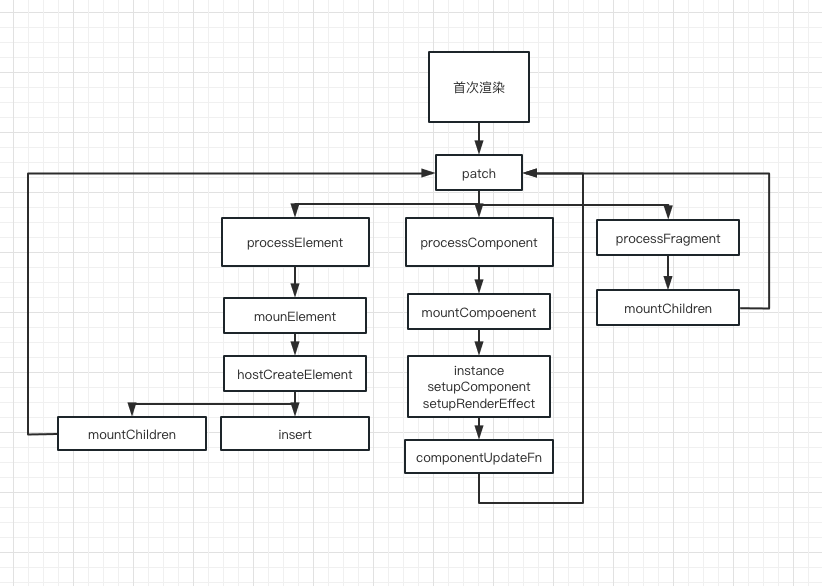 首次渲染
patch
processElement
processComponent
processFragment
mounElement
mountCompoenent
mountChildren
hostCreateElement
instance
setupComponent
setupRenderEffect
mountChildren
insert
componentUpdateFn